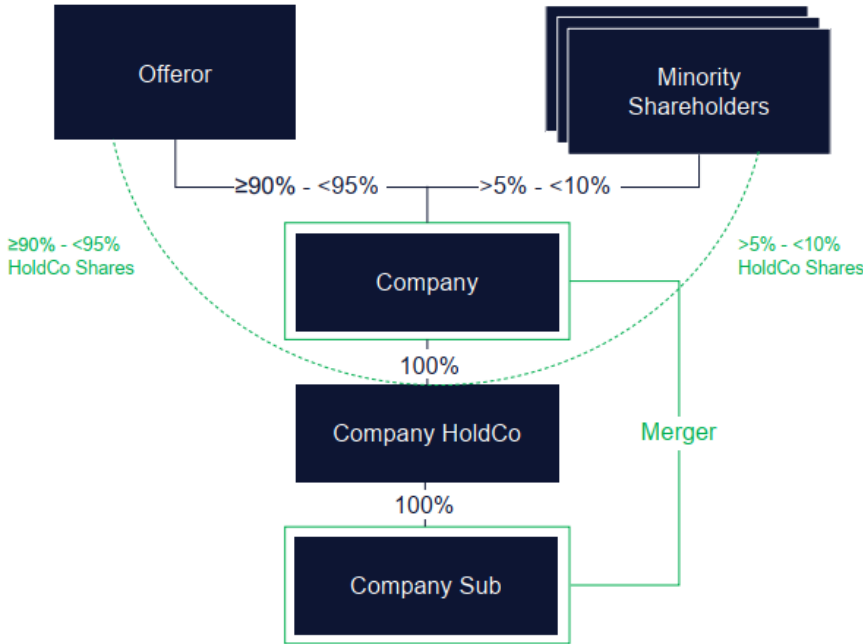 Offeror
Minority
Shareholders
≥90% - <95%
>5% - <10%
≥90% - <95%
HoldCo Shares
>5% - <10%
HoldCo Shares
Company
100%
Company HoldCo
Merger
100%
Company Sub